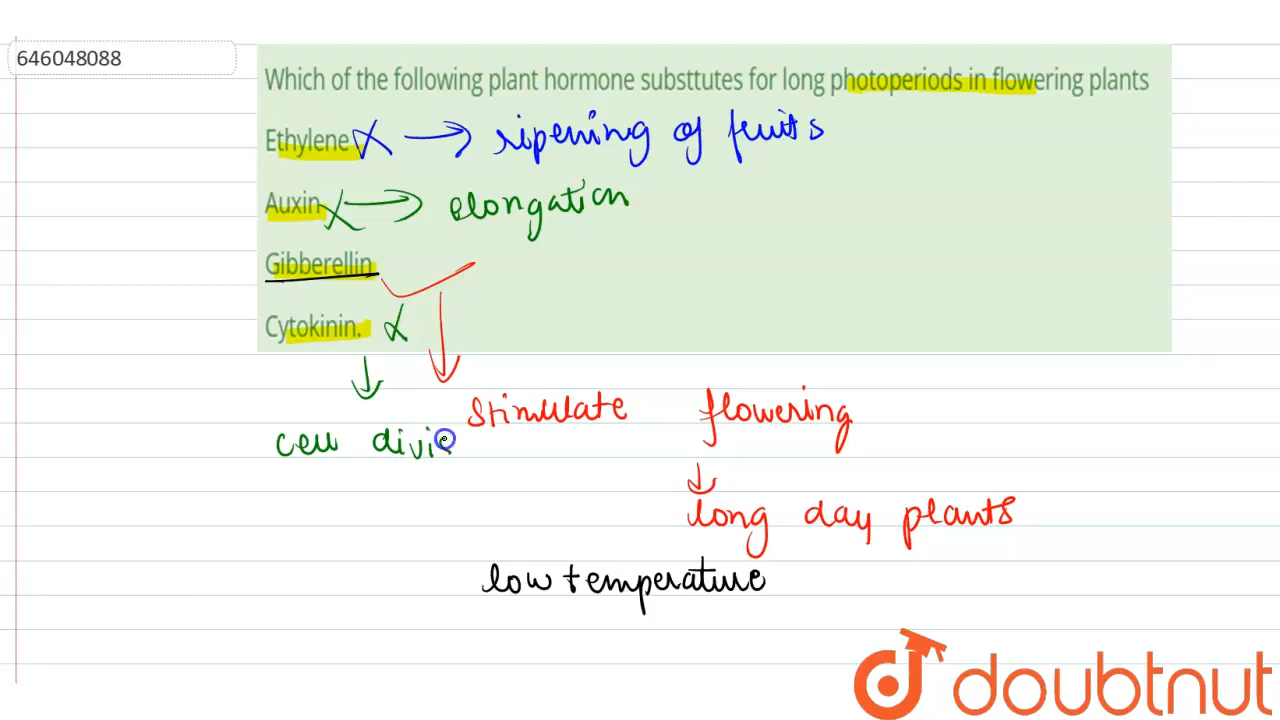 646048088
Which of the following plant hormone substtutes for long photoperiods in flowering plants
Ethylene X → ripening of fruits
Auxin X → elongation
Gibberellin
Cytokinin. X
stimulate flowering
cell divi
long day plants
low temperature
doubtnut